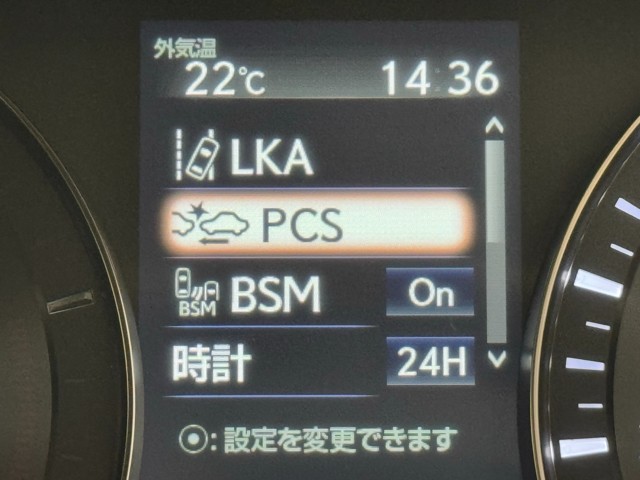 外気温
22℃ 14:36
LKA
PCS
BSM BSM On
時計 24H
⦿:設定を変更できます